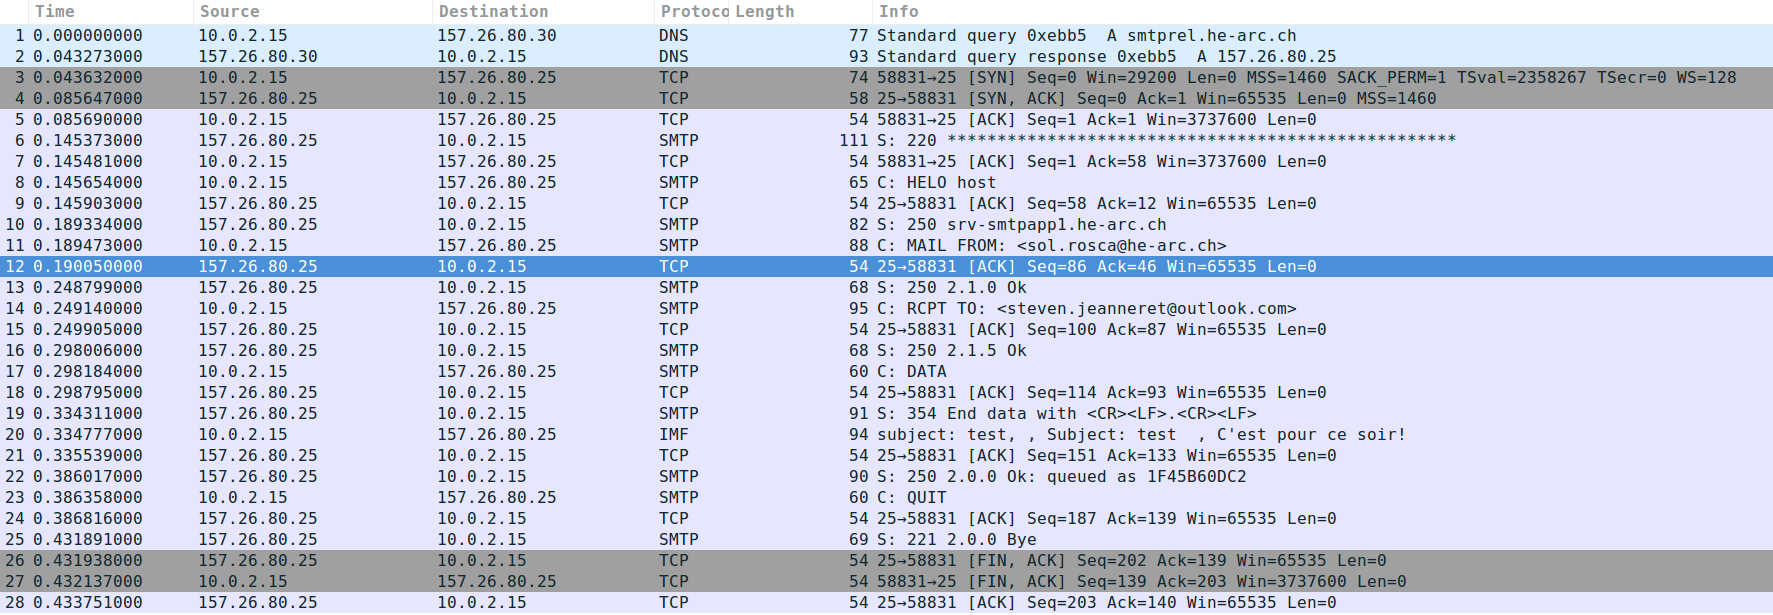 Time Source Destination Protoco Length Info
1 0.000000000 10.0.2.15 157.26.80.30 DNS 77 Standard query 0xebb5  A smtprel.he-arc.ch
2 0.043273000 157.26.80.30 10.0.2.15 DNS 93 Standard query response 0xebb5  A 157.26.80.25
3 0.043632000 10.0.2.15 157.26.80.25 TCP 74 58831→25 [SYN] Seq=0 Win=29200 Len=0 MSS=1460 SACK_PERM=1 TSval=2358267 TSecr=0 WS=128
4 0.085647000 157.26.80.25 10.0.2.15 TCP 58 25→58831 [SYN, ACK] Seq=0 Ack=1 Win=65535 Len=0 MSS=1460
5 0.085690000 10.0.2.15 157.26.80.25 TCP 54 58831→25 [ACK] Seq=1 Ack=1 Win=3737600 Len=0
6 0.145373000 157.26.80.25 10.0.2.15 SMTP 111 S: 220 ***************************************************
7 0.145481000 10.0.2.15 157.26.80.25 TCP 54 58831→25 [ACK] Seq=1 Ack=58 Win=3737600 Len=0
8 0.145654000 10.0.2.15 157.26.80.25 SMTP 65 C: HELO host
9 0.145903000 157.26.80.25 10.0.2.15 TCP 54 25→58831 [ACK] Seq=58 Ack=12 Win=65535 Len=0
10 0.189334000 157.26.80.25 10.0.2.15 SMTP 82 S: 250 srv-smtpapp1.he-arc.ch
11 0.189473000 10.0.2.15 157.26.80.25 SMTP 88 C: MAIL FROM: <sol.rosca@he-arc.ch>
12 0.190050000 157.26.80.25 10.0.2.15 TCP 54 25→58831 [ACK] Seq=86 Ack=46 Win=65535 Len=0
13 0.248799000 157.26.80.25 10.0.2.15 SMTP 68 S: 250 2.1.0 Ok
14 0.249140000 10.0.2.15 157.26.80.25 SMTP 95 C: RCPT TO: <steven.jeanneret@outlook.com>
15 0.249905000 157.26.80.25 10.0.2.15 TCP 54 25→58831 [ACK] Seq=100 Ack=87 Win=65535 Len=0
16 0.298006000 157.26.80.25 10.0.2.15 SMTP 68 S: 250 2.1.5 Ok
17 0.298184000 10.0.2.15 157.26.80.25 SMTP 60 C: DATA
18 0.298795000 157.26.80.25 10.0.2.15 TCP 54 25→58831 [ACK] Seq=114 Ack=93 Win=65535 Len=0
19 0.334311000 157.26.80.25 10.0.2.15 SMTP 91 S: 354 End data with <CR><LF>.<CR><LF>
20 0.334777000 10.0.2.15 157.26.80.25 IMF 94 subject: test, , Subject: test  , C'est pour ce soir!
21 0.335539000 157.26.80.25 10.0.2.15 TCP 54 25→58831 [ACK] Seq=151 Ack=133 Win=65535 Len=0
22 0.386017000 157.26.80.25 10.0.2.15 SMTP 90 S: 250 2.0.0 Ok: queued as 1F45B60DC2
23 0.386358000 10.0.2.15 157.26.80.25 SMTP 60 C: QUIT
24 0.386816000 157.26.80.25 10.0.2.15 TCP 54 25→58831 [ACK] Seq=187 Ack=139 Win=65535 Len=0
25 0.431891000 157.26.80.25 10.0.2.15 SMTP 69 S: 221 2.0.0 Bye
26 0.431938000 157.26.80.25 10.0.2.15 TCP 54 25→58831 [FIN, ACK] Seq=202 Ack=139 Win=65535 Len=0
27 0.432137000 10.0.2.15 157.26.80.25 TCP 54 58831→25 [FIN, ACK] Seq=139 Ack=203 Win=3737600 Len=0
28 0.433751000 157.26.80.25 10.0.2.15 TCP 54 25→58831 [ACK] Seq=203 Ack=140 Win=65535 Len=0